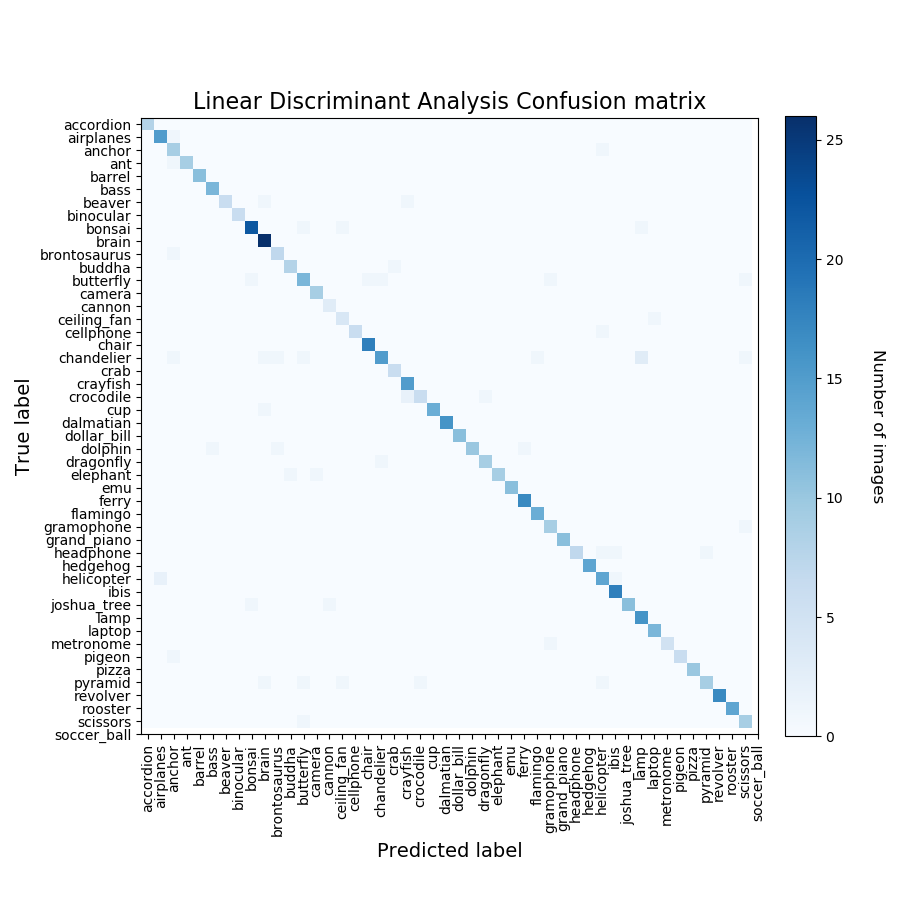 Linear Discriminant Analysis Confusion matrix
accordion
airplanes
anchor
ant
barrel
bass
beaver
binocular
bonsai
brain
brontosaurus
buddha
butterfly
camera
cannon
ceiling_fan
cellphone
chair
chandelier
crab
crayfish
crocodile
cup
dalmatian
dollar_bill
dolphin
dragonfly
elephant
emu
ferry
flamingo
gramophone
grand_piano
headphone
hedgehog
helicopter
ibis
joshua_tree
lamp
laptop
metronome
pigeon
pizza
pyramid
revolver
rooster
scissors
soccer_ball
True label
accordion
airplanes
anchor
ant
barrel
bass
beaver
binocular
bonsai
brain
brontosaurus
buddha
butterfly
camera
cannon
ceiling_fan
cellphone
chair
chandelier
crab
crayfish
crocodile
cup
dalmatian
dollar_bill
dolphin
dragonfly
elephant
emu
ferry
flamingo
gramophone
grand_piano
headphone
hedgehog
helicopter
ibis
joshua_tree
lamp
laptop
metronome
pigeon
pizza
pyramid
revolver
rooster
scissors
soccer_ball
Predicted label
25
20
15
10
5
0
Number of images